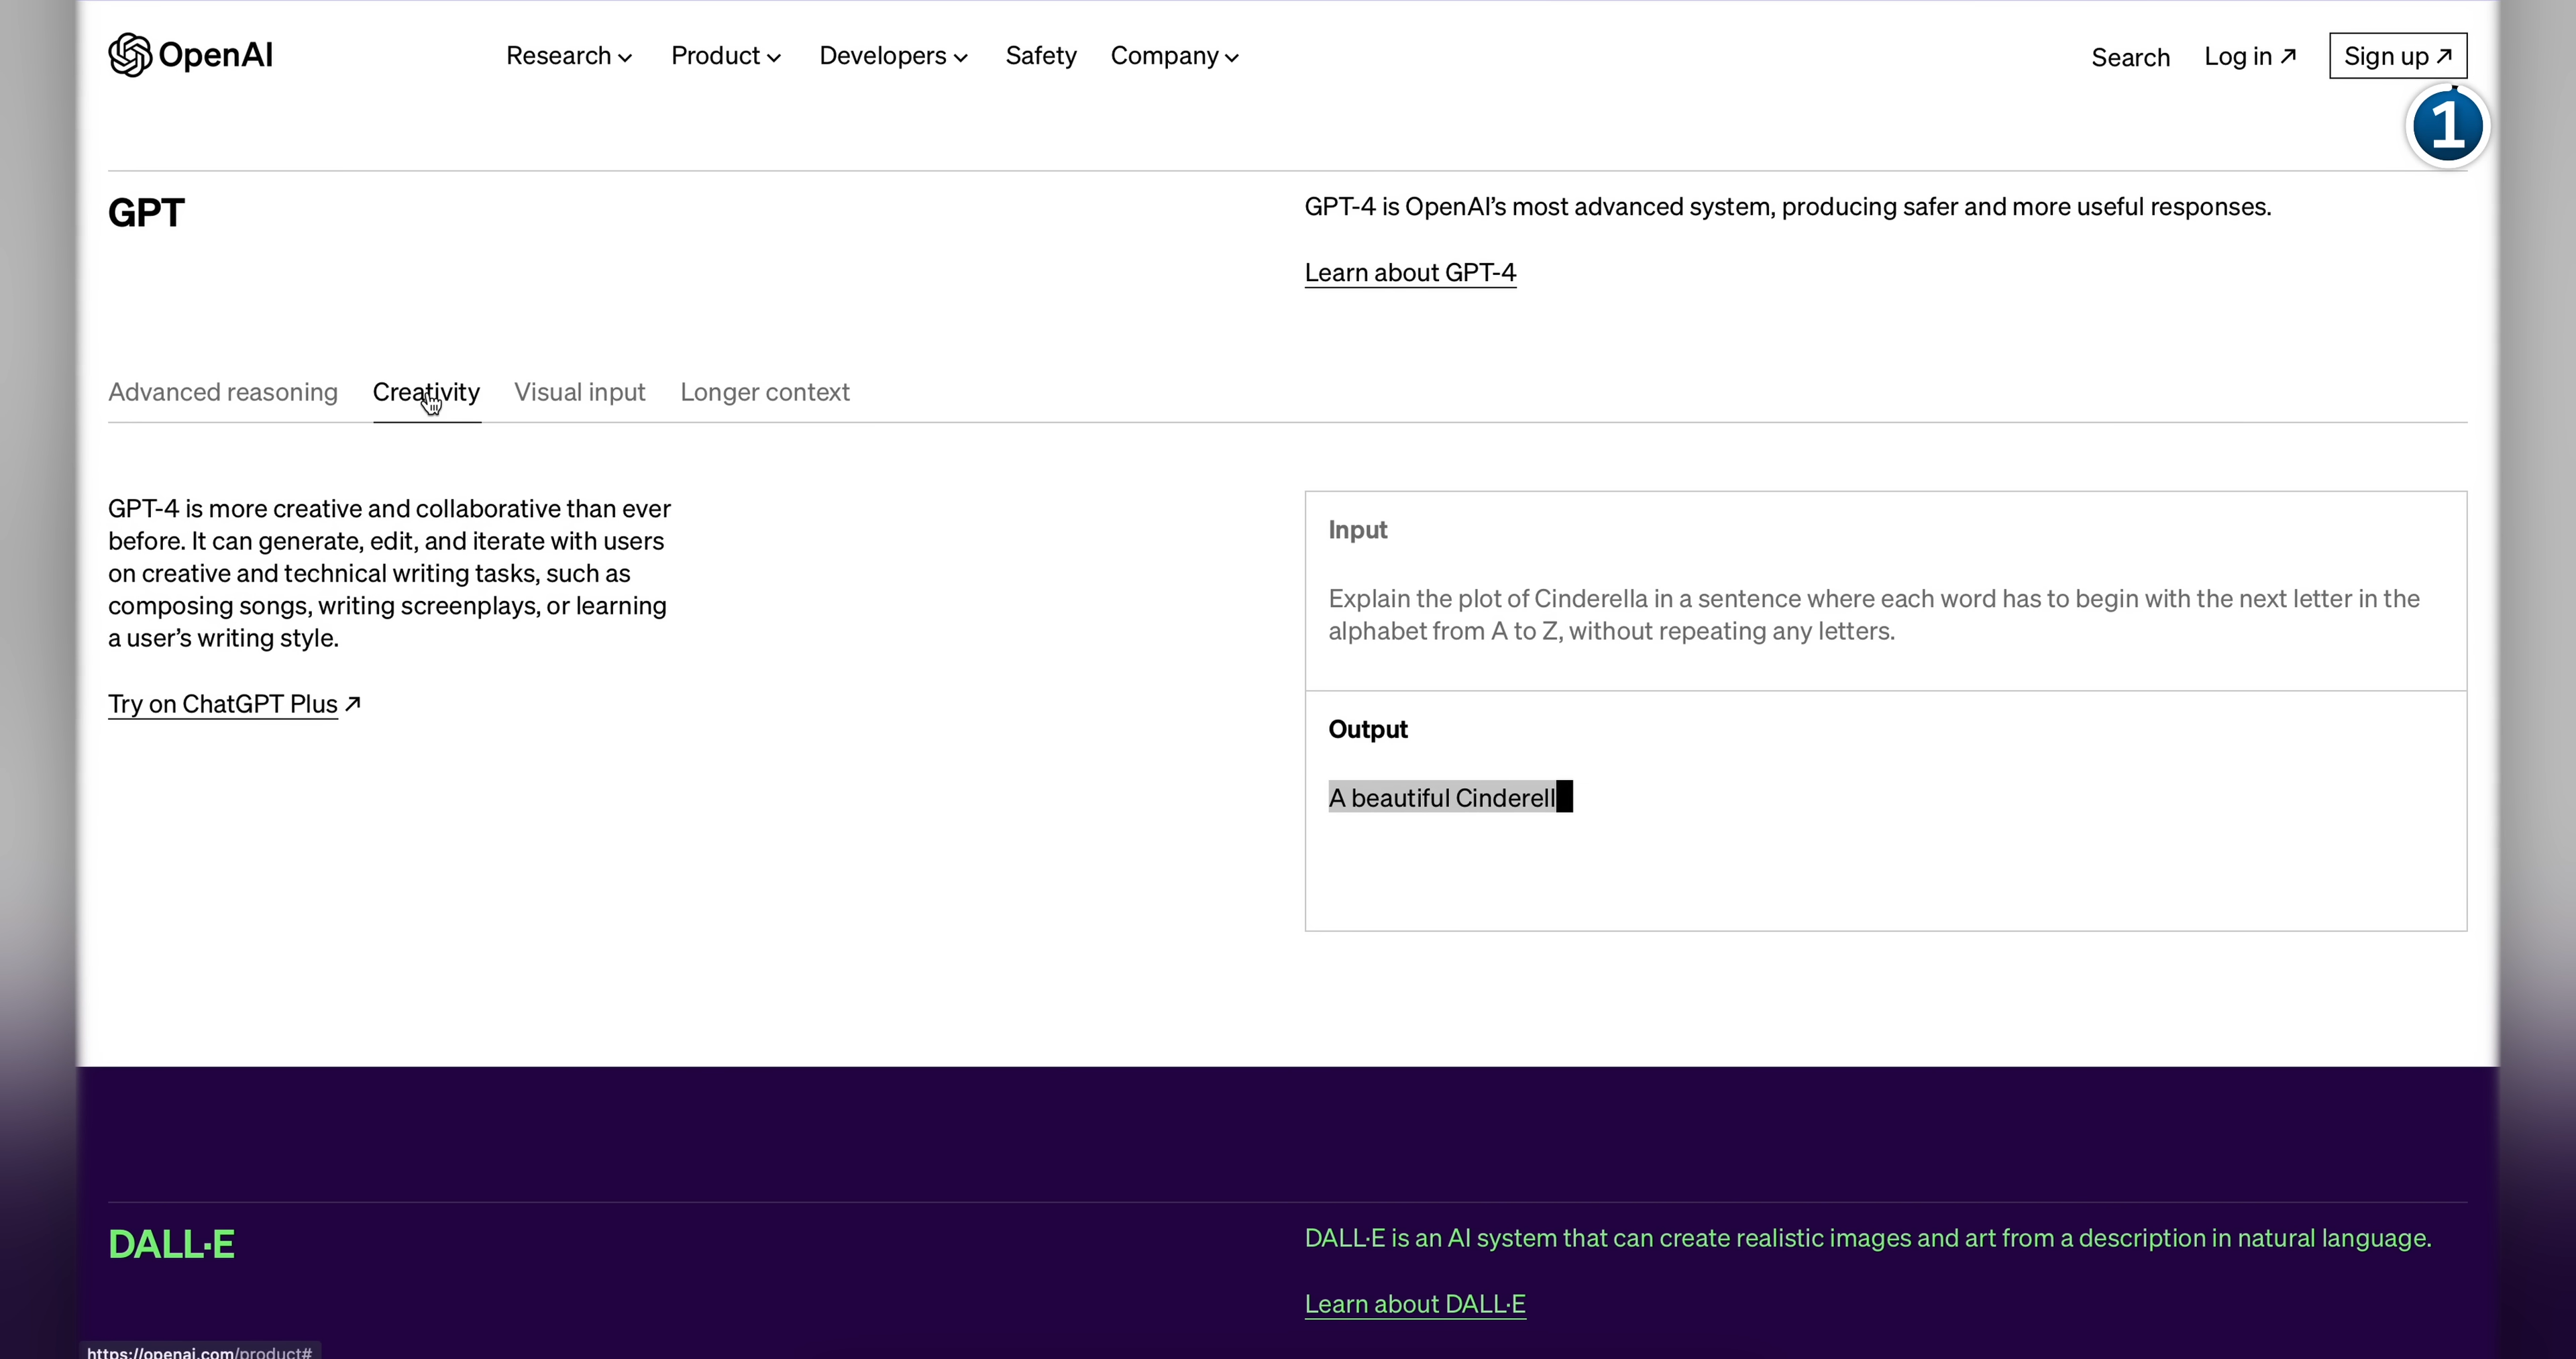 OpenAI
Research
Product
Developers
Safety
Company
Search
Log in ↗
Sign up ↗
1
GPT
GPT-4 is OpenAI’s most advanced system, producing safer and more useful responses.
Learn about GPT-4
Advanced reasoning
Creativity
Visual input
Longer context
GPT-4 is more creative and collaborative than ever
before. It can generate, edit, and iterate with users
on creative and technical writing tasks, such as
composing songs, writing screenplays, or learning
a user’s writing style.
Try on ChatGPT Plus ↗
Input
Explain the plot of Cinderella in a sentence where each word has to begin with the next letter in the
alphabet from A to Z, without repeating any letters.
Output
A beautiful Cinderell
DALL·E
DALL·E is an AI system that can create realistic images and art from a description in natural language.
Learn about DALL·E
https://openai.com/product#